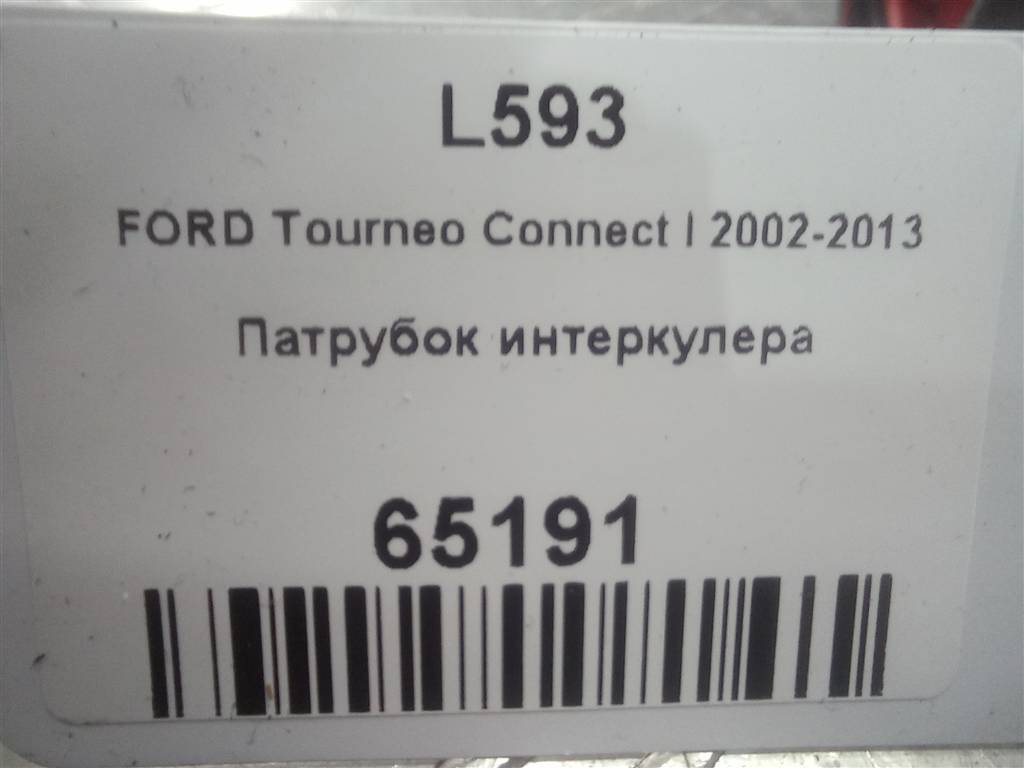 L593
FORD Tourneo Connect I 2002-2013
Патрубок интеркулера
65191